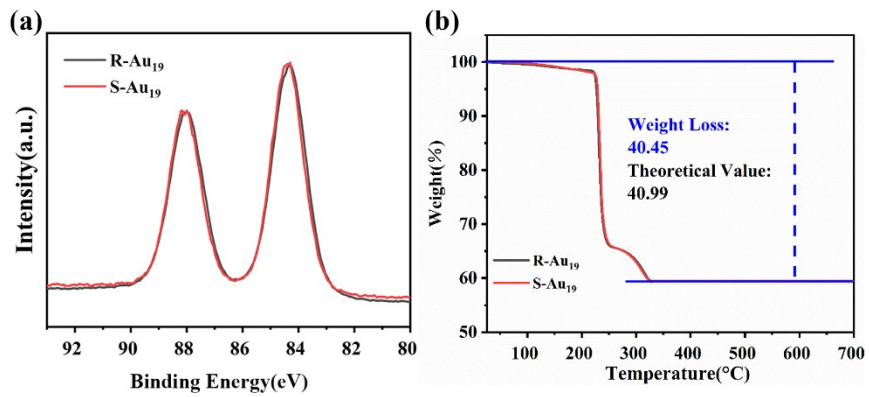 (a)
R-Au19
S-Au19
Intensity(a.u.)
92 90 88 86 84 82 80
Binding Energy(eV)
(b)
100
90
80
70
60
50
Weight(%)
Weight Loss:
40.45
Theoretical Value:
40.99
R-Au19
S-Au19
100 200 300 400 500 600 700
Temperature(°C)